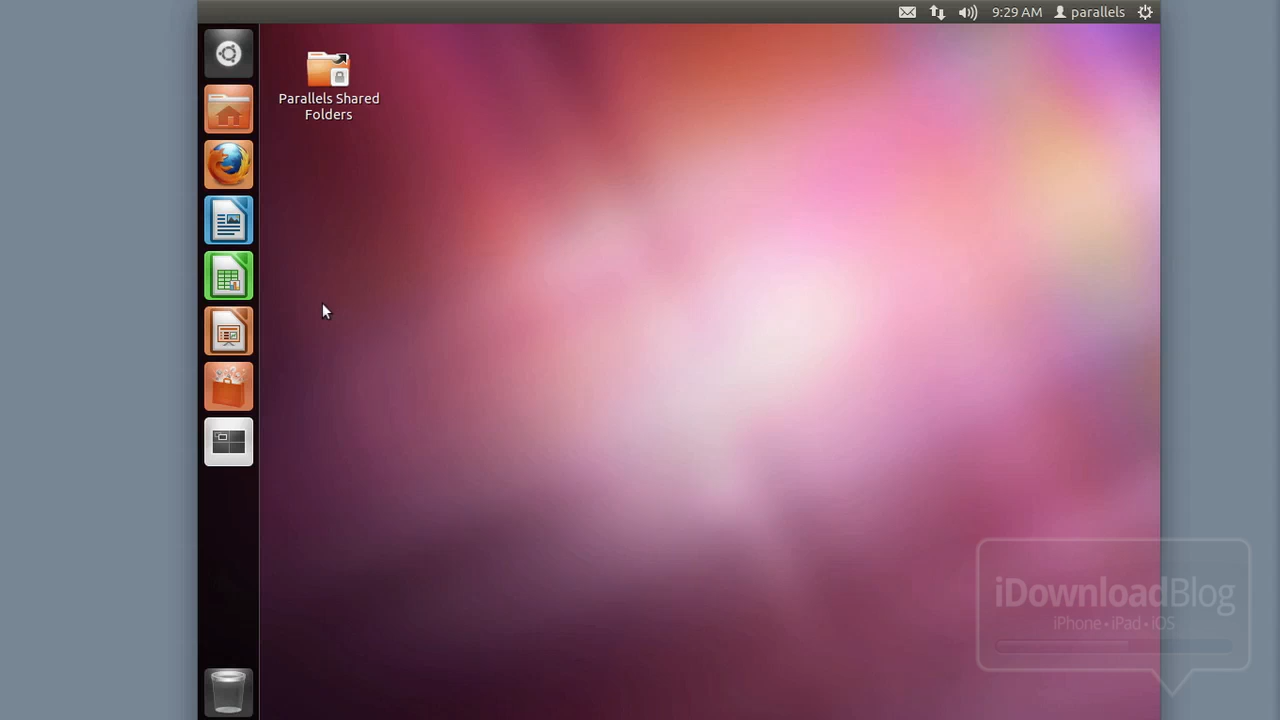 9:29 AM parallels
Parallels Shared
Folders
iDownloadBlog
iPhone • iPad • iOS